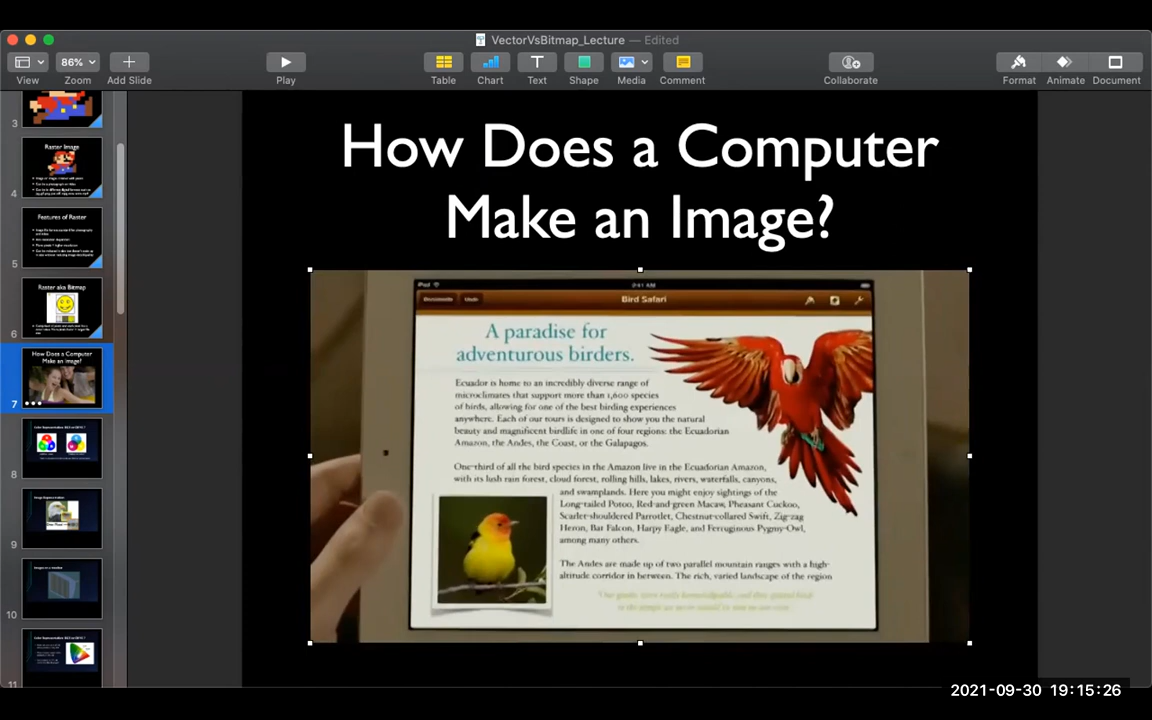 VectorVsBitmap_Lecture — Edited
86%
View
Zoom
Add Slide
Play
Table
Chart
Text
Shape
Media
Comment
Collaborate
Format
Animate
Document
3
Raster Image
4
Features of Raster
5
Raster aka Bitmap
6
How Does a Computer
Make an Image?
7
8
9
10
11
How Does a Computer
Make an Image?
iPad
2:41 AM
Documents
Undo
Bird Safari
A paradise for
adventurous birders.
Ecuador is home to an incredibly diverse range of
microclimates that support more than 1,600 species
of birds, allowing for one of the best birding experiences
anywhere. Each of our tours is designed to show you the natural
beauty and magnificent birdlife in one of four regions: the Ecuadorian
Amazon, the Andes, the Coast, or the Galapagos.
One-third of all the bird species in the Amazon live in the Ecuadorian Amazon,
with its lush rain forest, cloud forest, rolling hills, lakes, rivers, waterfalls, canyons,
and swamplands. Here you might enjoy sightings of the
Long-tailed Potoo, Red-and-green Macaw, Pheasant Cuckoo,
Scarlet-shouldered Parrotlet, Chestnut-collared Swift, Zig-zag
Heron, Bat Falcon, Harpy Eagle, and Ferruginous Pygmy-Owl,
among many others.
The Andes are made up of two parallel mountain ranges with a high-
altitude corridor in between. The rich, varied landscape of the region
2021-09-30 19:15:26